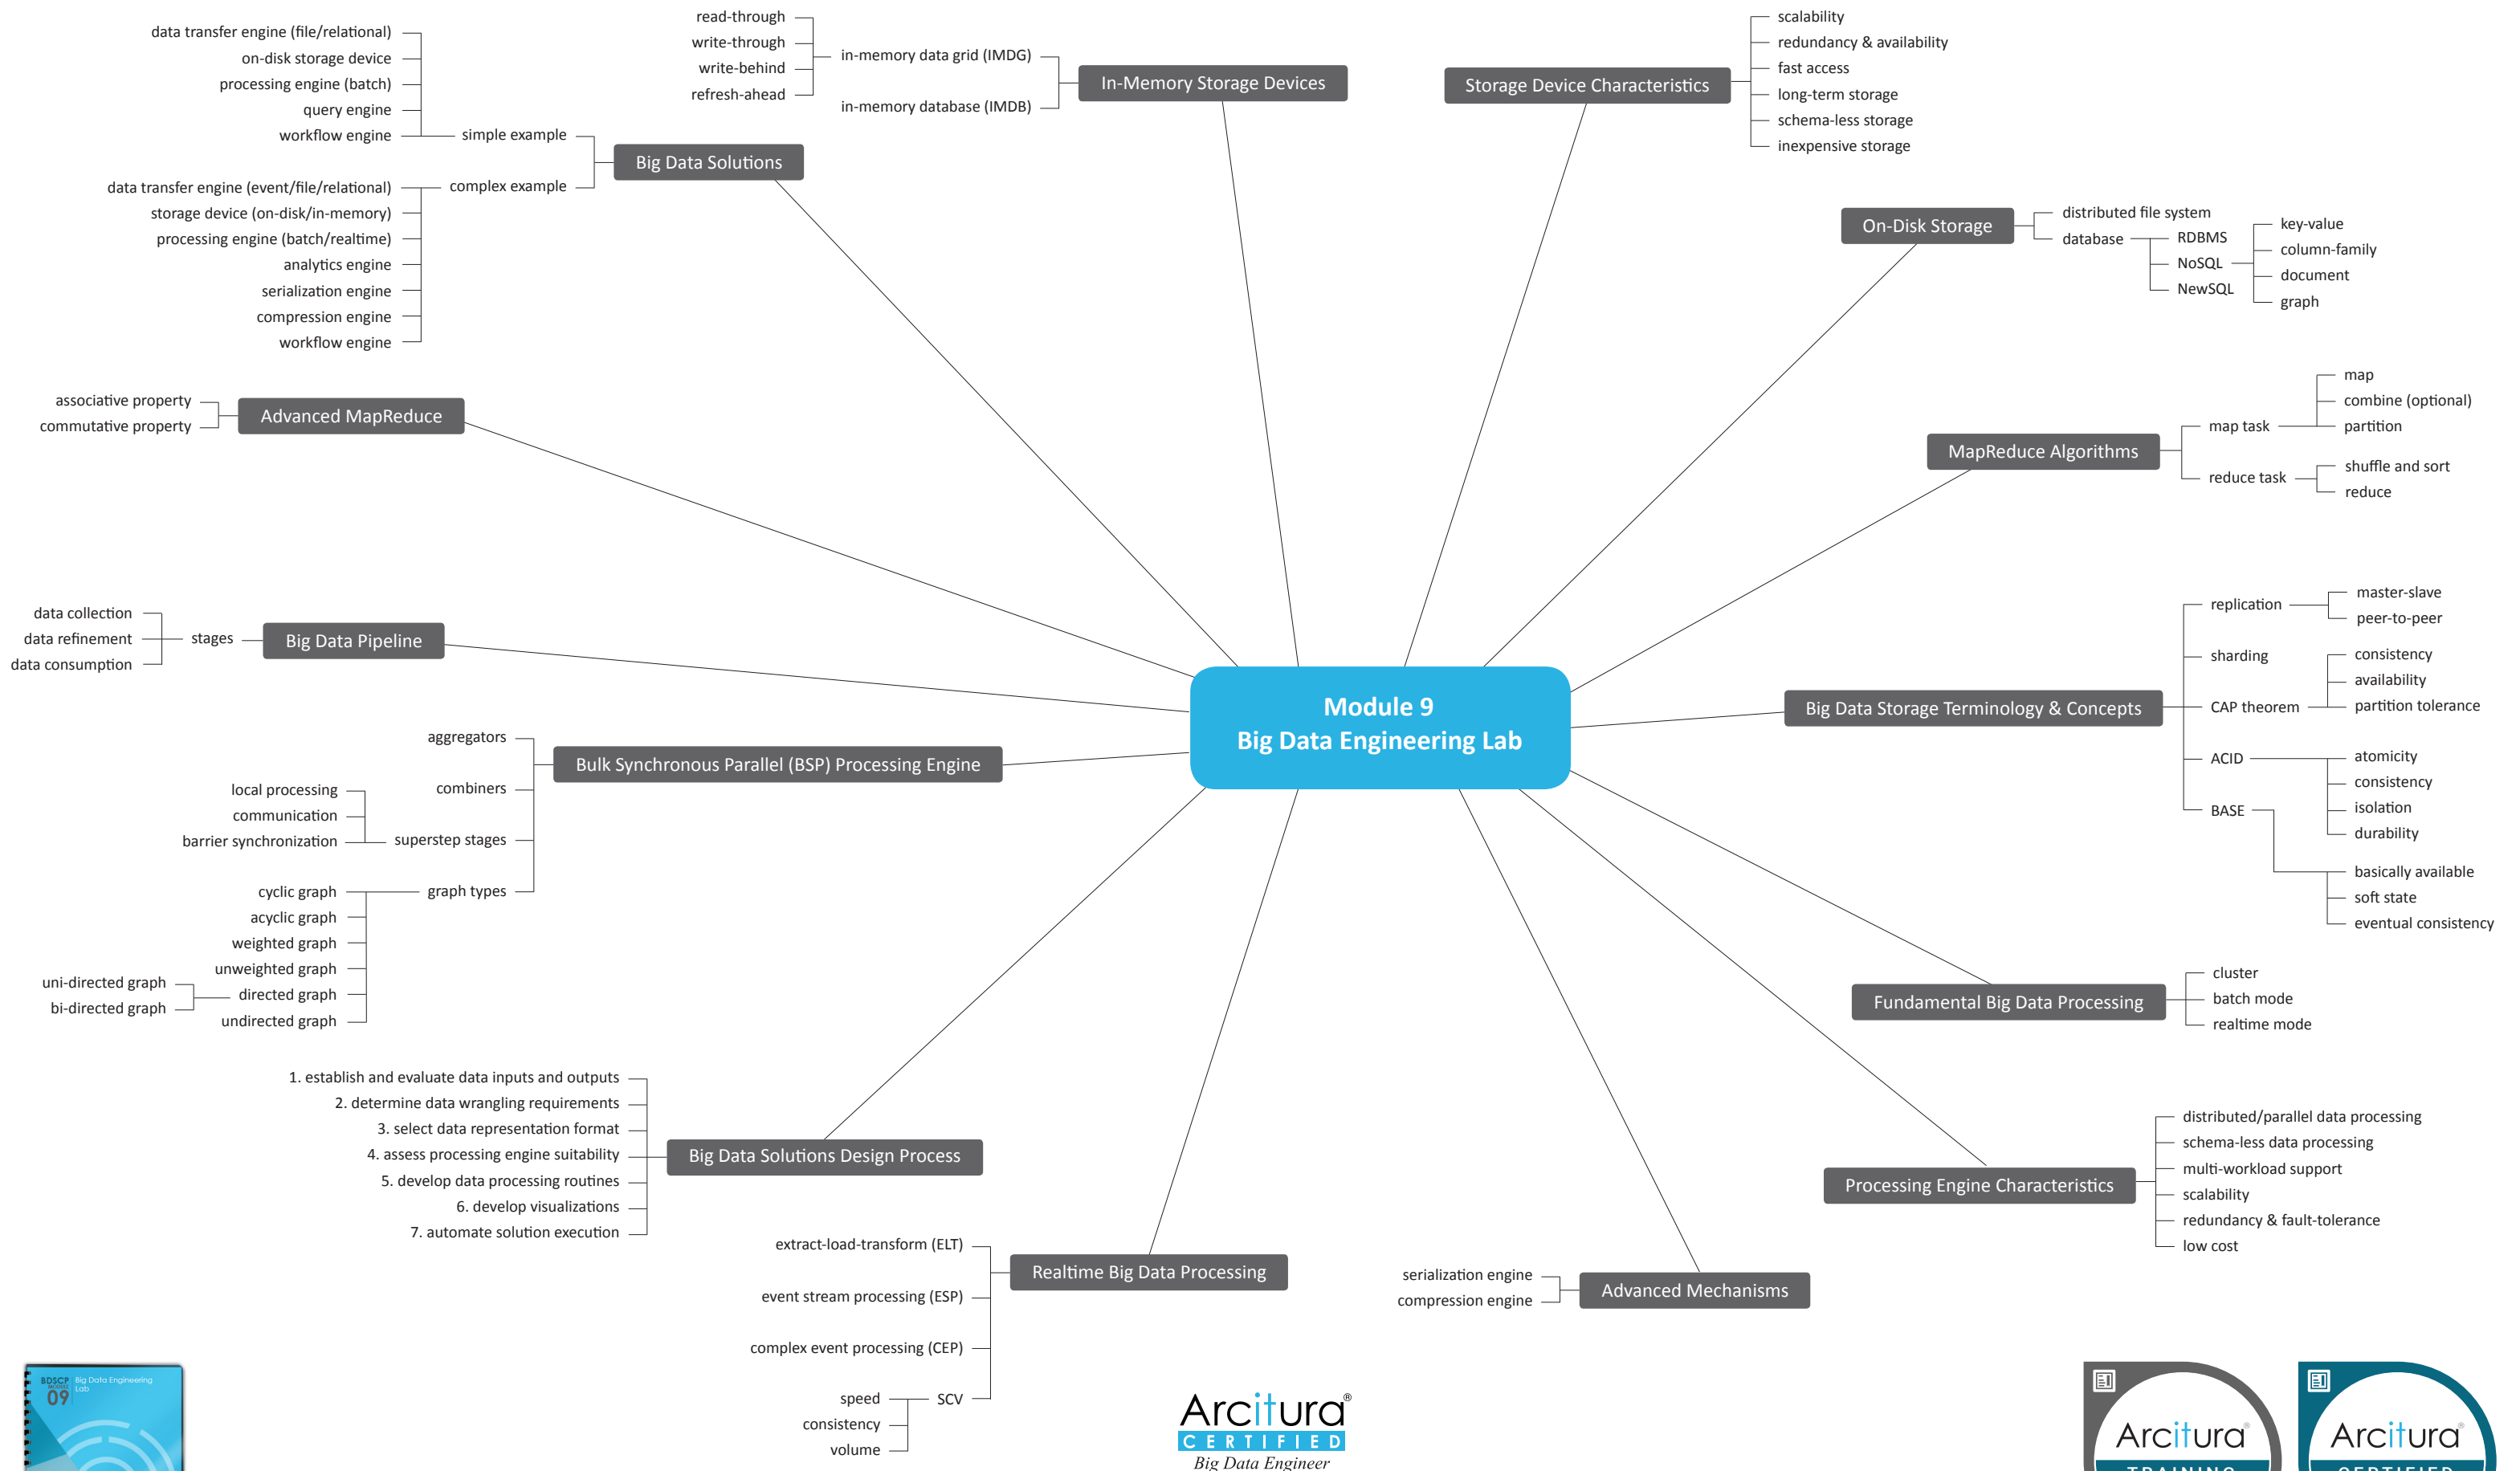 data transfer engine (file/relational)
on-disk storage device
processing engine (batch)
query engine
workflow engine
simple example
data transfer engine (event/file/relational)
storage device (on-disk/in-memory)
processing engine (batch/realtime)
analytics engine
serialization engine
compression engine
workflow engine
complex example
Big Data Solutions
read-through
write-through
write-behind
refresh-ahead
in-memory data grid (IMDG)
in-memory database (IMDB)
In-Memory Storage Devices
Storage Device Characteristics
scalability
redundancy & availability
fast access
long-term storage
schema-less storage
inexpensive storage
On-Disk Storage
distributed file system
database
RDBMS
NoSQL
NewSQL
key-value
column-family
document
graph
associative property
commutative property
Advanced MapReduce
MapReduce Algorithms
map task
map
combine (optional)
partition
reduce task
shuffle and sort
reduce
data collection
data refinement
data consumption
stages
Big Data Pipeline
Module 9
Big Data Engineering Lab
Big Data Storage Terminology & Concepts
replication
master-slave
peer-to-peer
sharding
CAP theorem
consistency
availability
partition tolerance
ACID
atomicity
consistency
isolation
durability
BASE
basically available
soft state
eventual consistency
aggregators
combiners
local processing
communication
barrier synchronization
superstep stages
cyclic graph
acyclic graph
weighted graph
unweighted graph
directed graph
undirected graph
uni-directed graph
bi-directed graph
graph types
Bulk Synchronous Parallel (BSP) Processing Engine
Fundamental Big Data Processing
cluster
batch mode
realtime mode
1. establish and evaluate data inputs and outputs
2. determine data wrangling requirements
3. select data representation format
4. assess processing engine suitability
5. develop data processing routines
6. develop visualizations
7. automate solution execution
Big Data Solutions Design Process
Processing Engine Characteristics
distributed/parallel data processing
schema-less data processing
multi-workload support
scalability
redundancy & fault-tolerance
low cost
extract-load-transform (ELT)
event stream processing (ESP)
complex event processing (CEP)
SCV
speed
consistency
volume
Realtime Big Data Processing
serialization engine
compression engine
Advanced Mechanisms
BDSCP
09
Big Data Engineering
Lab
Arcitura®
CERTIFIED
Big Data Engineer
Arcitura®
TRAINING
Arcitura®
CERTIFIED